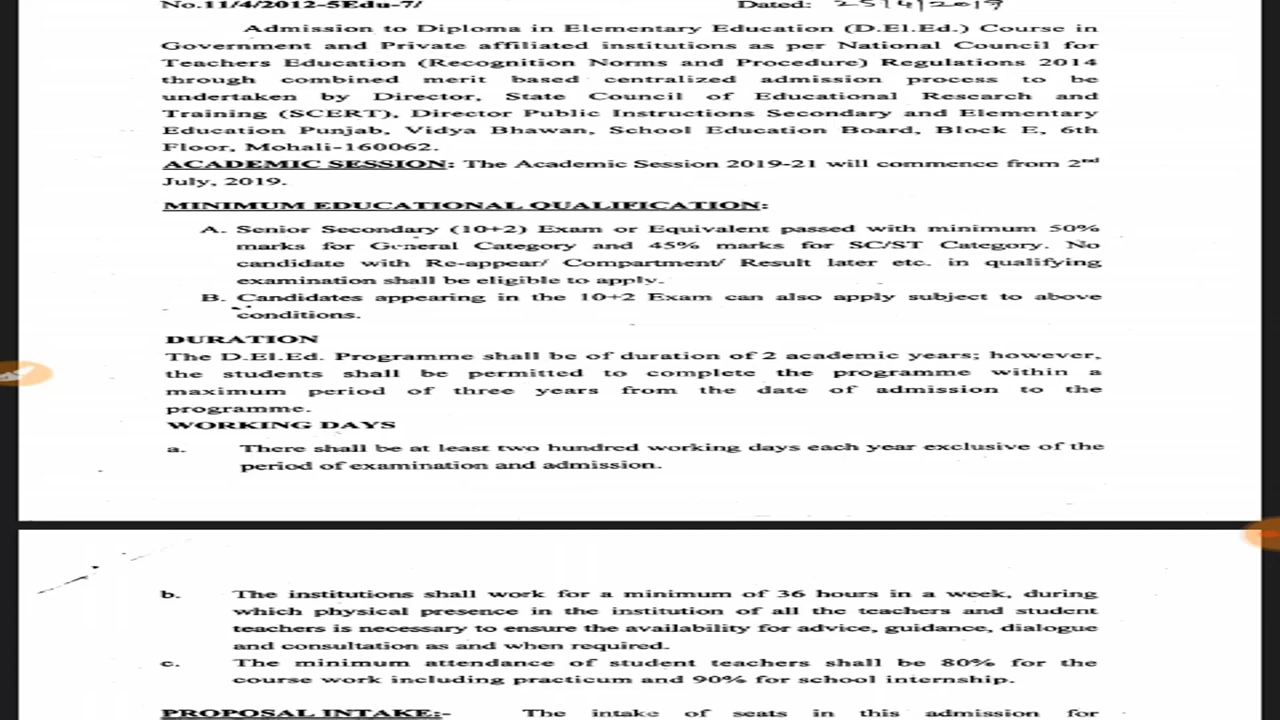 No.11/4/2012-5Edu-7/ Dated: 25/4/2019
Admission to Diploma in Elementary Education (D.El.Ed.) Course in
Government and Private affiliated institutions as per National Council for
Teachers Education (Recognition Norms and Procedure) Regulations 2014
through combined merit based centralized admission process to be
undertaken by Director, State Council of Educational Research and
Training (SCERT), Director Public Instructions Secondary and Elementary
Education Punjab, Vidya Bhawan, School Education Board, Block E, 6th
Floor, Mohali-160062.
ACADEMIC SESSION: The Academic Session 2019-21 will commence from 2nd
July, 2019.
MINIMUM EDUCATIONAL QUALIFICATION:
A. Senior Secondary (10+2) Exam or Equivalent passed with minimum 50%
marks for General Category and 45% marks for SC/ST Category. No
candidate with Re-appear/ Compartment/ Result later etc. in qualifying
examination shall be eligible to apply.
B. Candidates appearing in the 10+2 Exam can also apply subject to above
conditions.
DURATION
The D.El.Ed. Programme shall be of duration of 2 academic years; however,
the students shall be permitted to complete the programme within a
maximum period of three years from the date of admission to the
programme.
WORKING DAYS
a. There shall be at least two hundred working days each year exclusive of the
period of examination and admission.
b. The institutions shall work for a minimum of 36 hours in a week, during
which physical presence in the institution of all the teachers and student
teachers is necessary to ensure the availability for advice, guidance, dialogue
and consultation as and when required.
c. The minimum attendance of student teachers shall be 80% for the
course work including practicum and 90% for school internship.
PROPOSAL INTAKE:- The intake of seats in this admission for